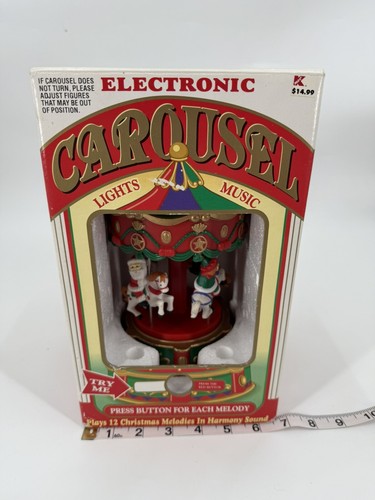 IF CAROUSEL DOES
NOT TURN, PLEASE
ADJUST FIGURES
THAT MAY BE OUT
OF POSITION.
ELECTRONIC
K
$14.99
CAROUSEL
LIGHTS
MUSIC
TRY
ME
PRESS BUTTON FOR EACH MELODY
Plays 12 Christmas Melodies In Harmony Sound
1 2 3 4 5 6 7 8 9 10